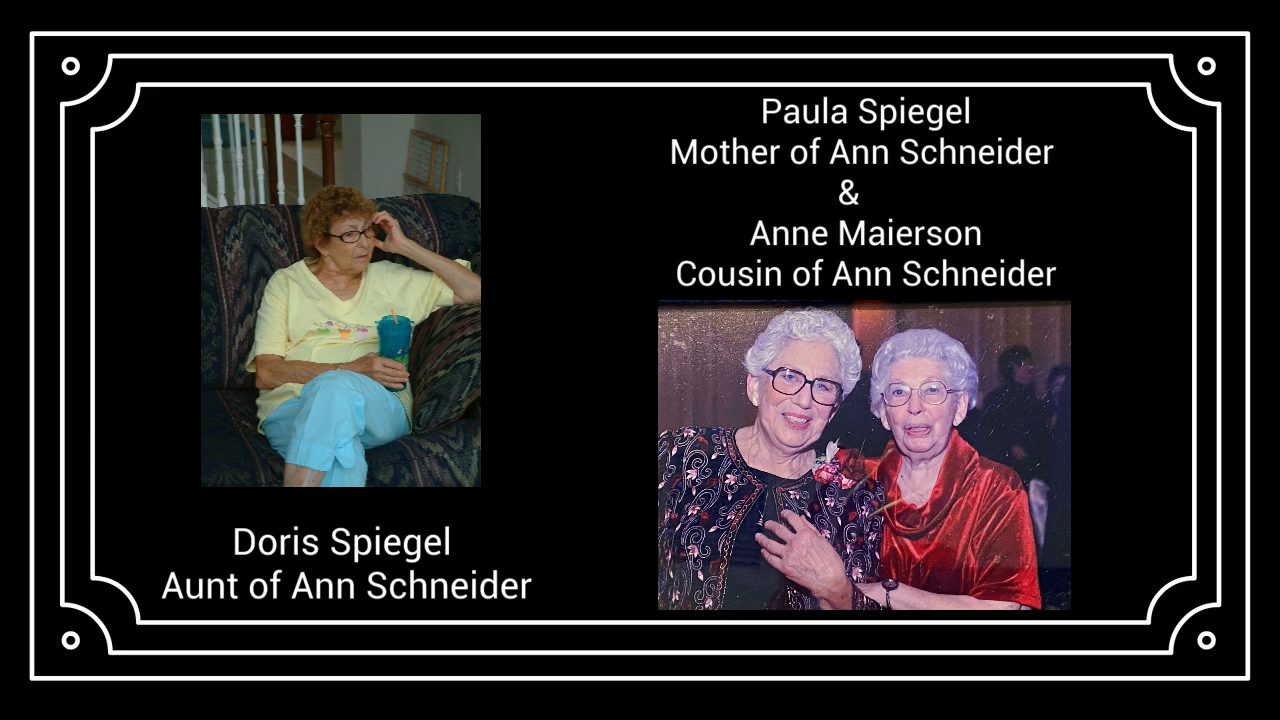 Doris Spiegel
Aunt of Ann Schneider
Paula Spiegel
Mother of Ann Schneider
&
Anne Maierson
Cousin of Ann Schneider